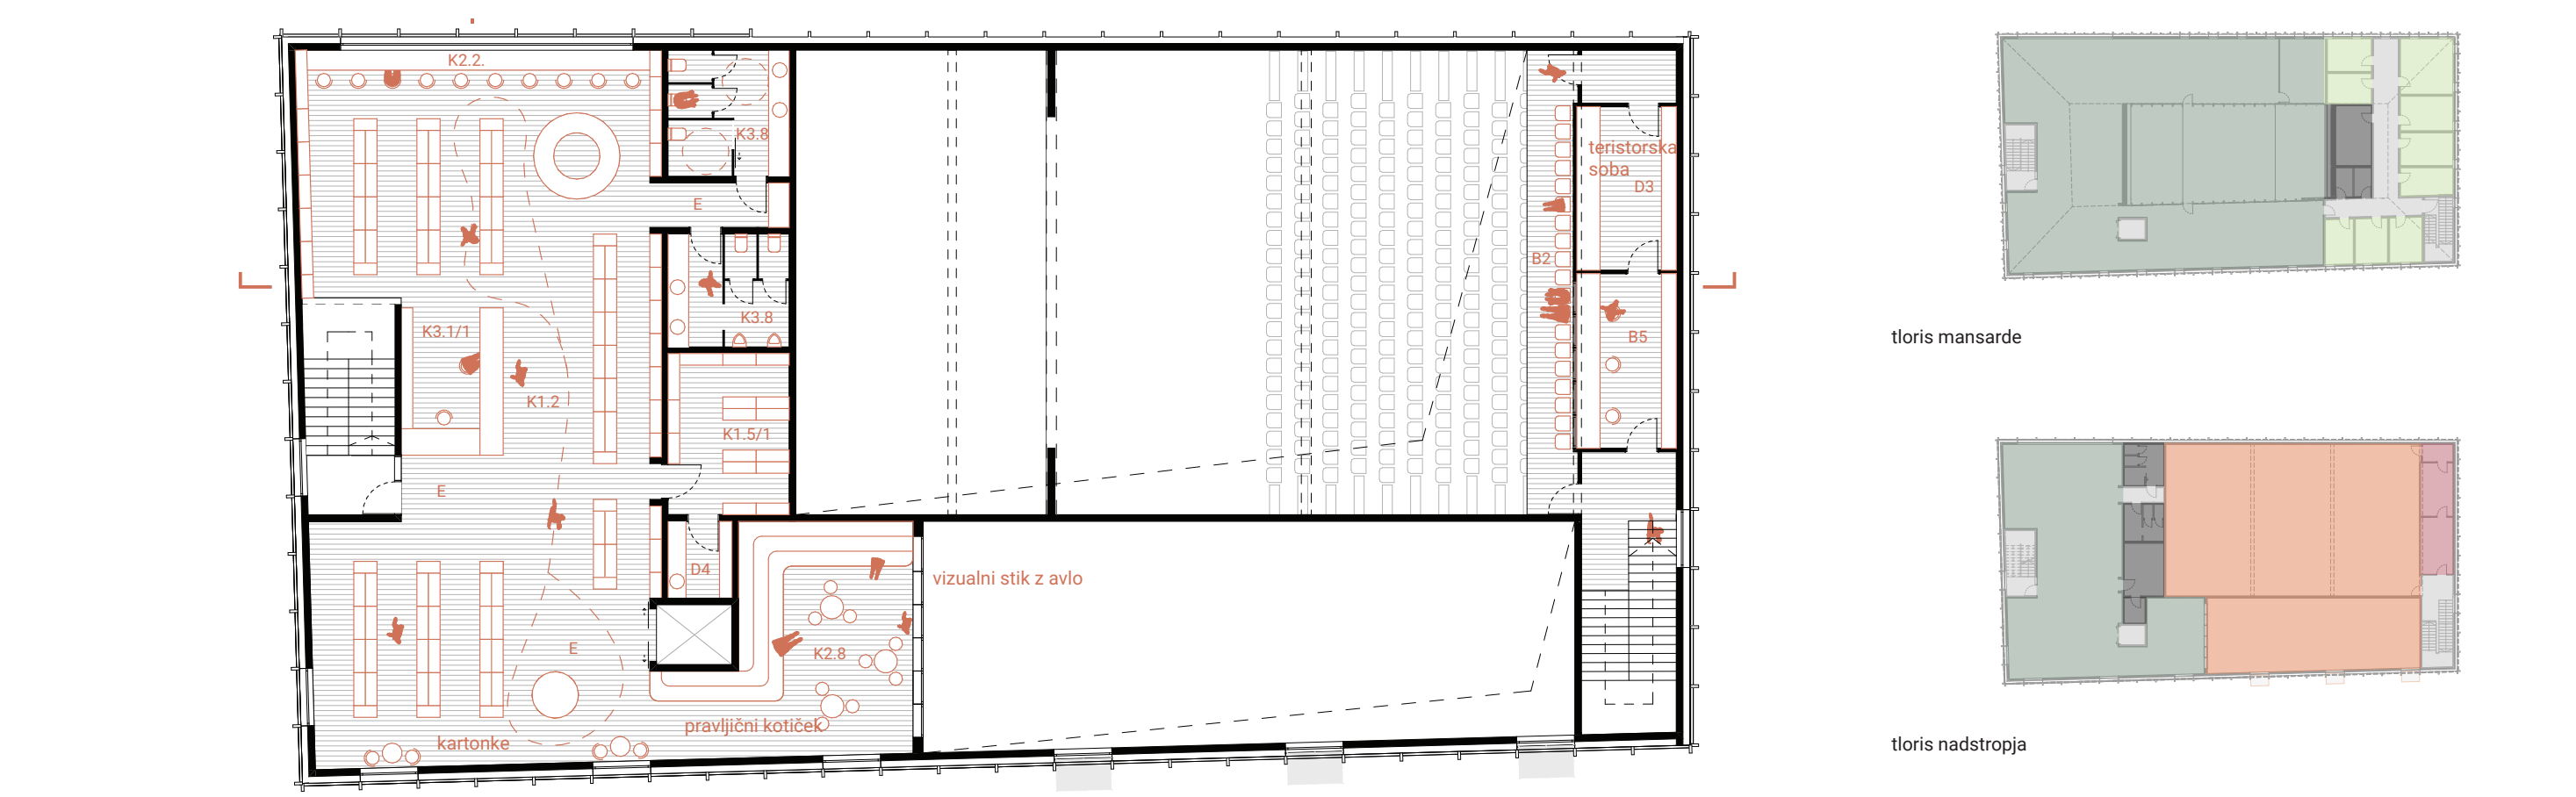 K2.2.
K3.8
E
teristorska
soba
D3
B2
K3.1/1
K3.8
B5
K1.2
K1.5/1
E
D4
E
K2.8
vizualni stik z avlo
pravljični kotiček
kartonke
tloris mansarde
tloris nadstropja